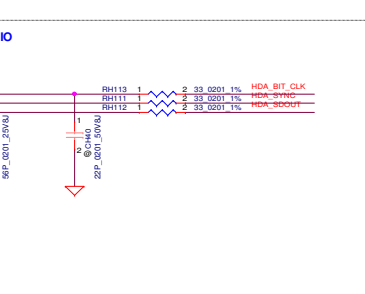 IO
RH113 1 2 33_0201_1% HDA_BIT_CLK
RH111 1 2 33_0201_1% HDA_SYNC
RH112 1 2 33_0201_1% HDA_SDOUT
1
2
@CH40
22P_0201_50V8J
56P_0201_25V8J